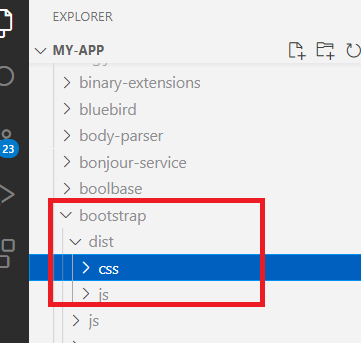 EXPLORER
MY-APP
binary-extensions
bluebird
body-parser
bonjour-service
boolbase
23
bootstrap
dist
css
js
js